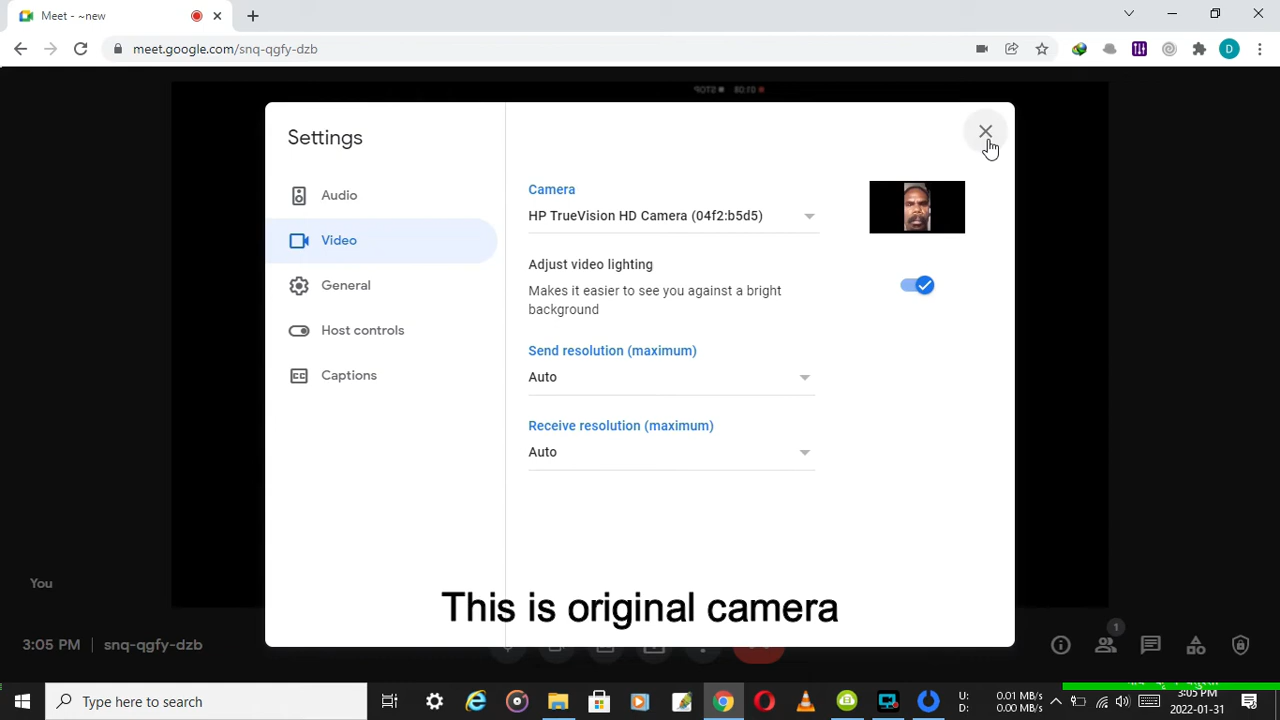 Meet - ~new
meet.google.com/snq-qgfy-dzb
D
Settings
Audio
Video
General
Host controls
Captions
Camera
HP TrueVision HD Camera (04f2:b5d5)
Adjust video lighting
Makes it easier to see you against a bright
background
Send resolution (maximum)
Auto
Receive resolution (maximum)
Auto
You
This is original camera
3:05 PM | snq-qgfy-dzb
1
Type here to search
U: 0.01 MB/s
D: 0.00 MB/s
3:05 PM
2022-01-31